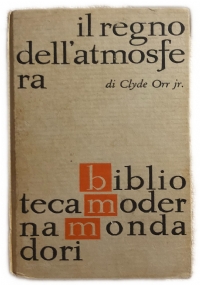 il regno
dell'atmosfe
ra
di Clyde Orr jr.
biblio
tecamoder
namonda
dori